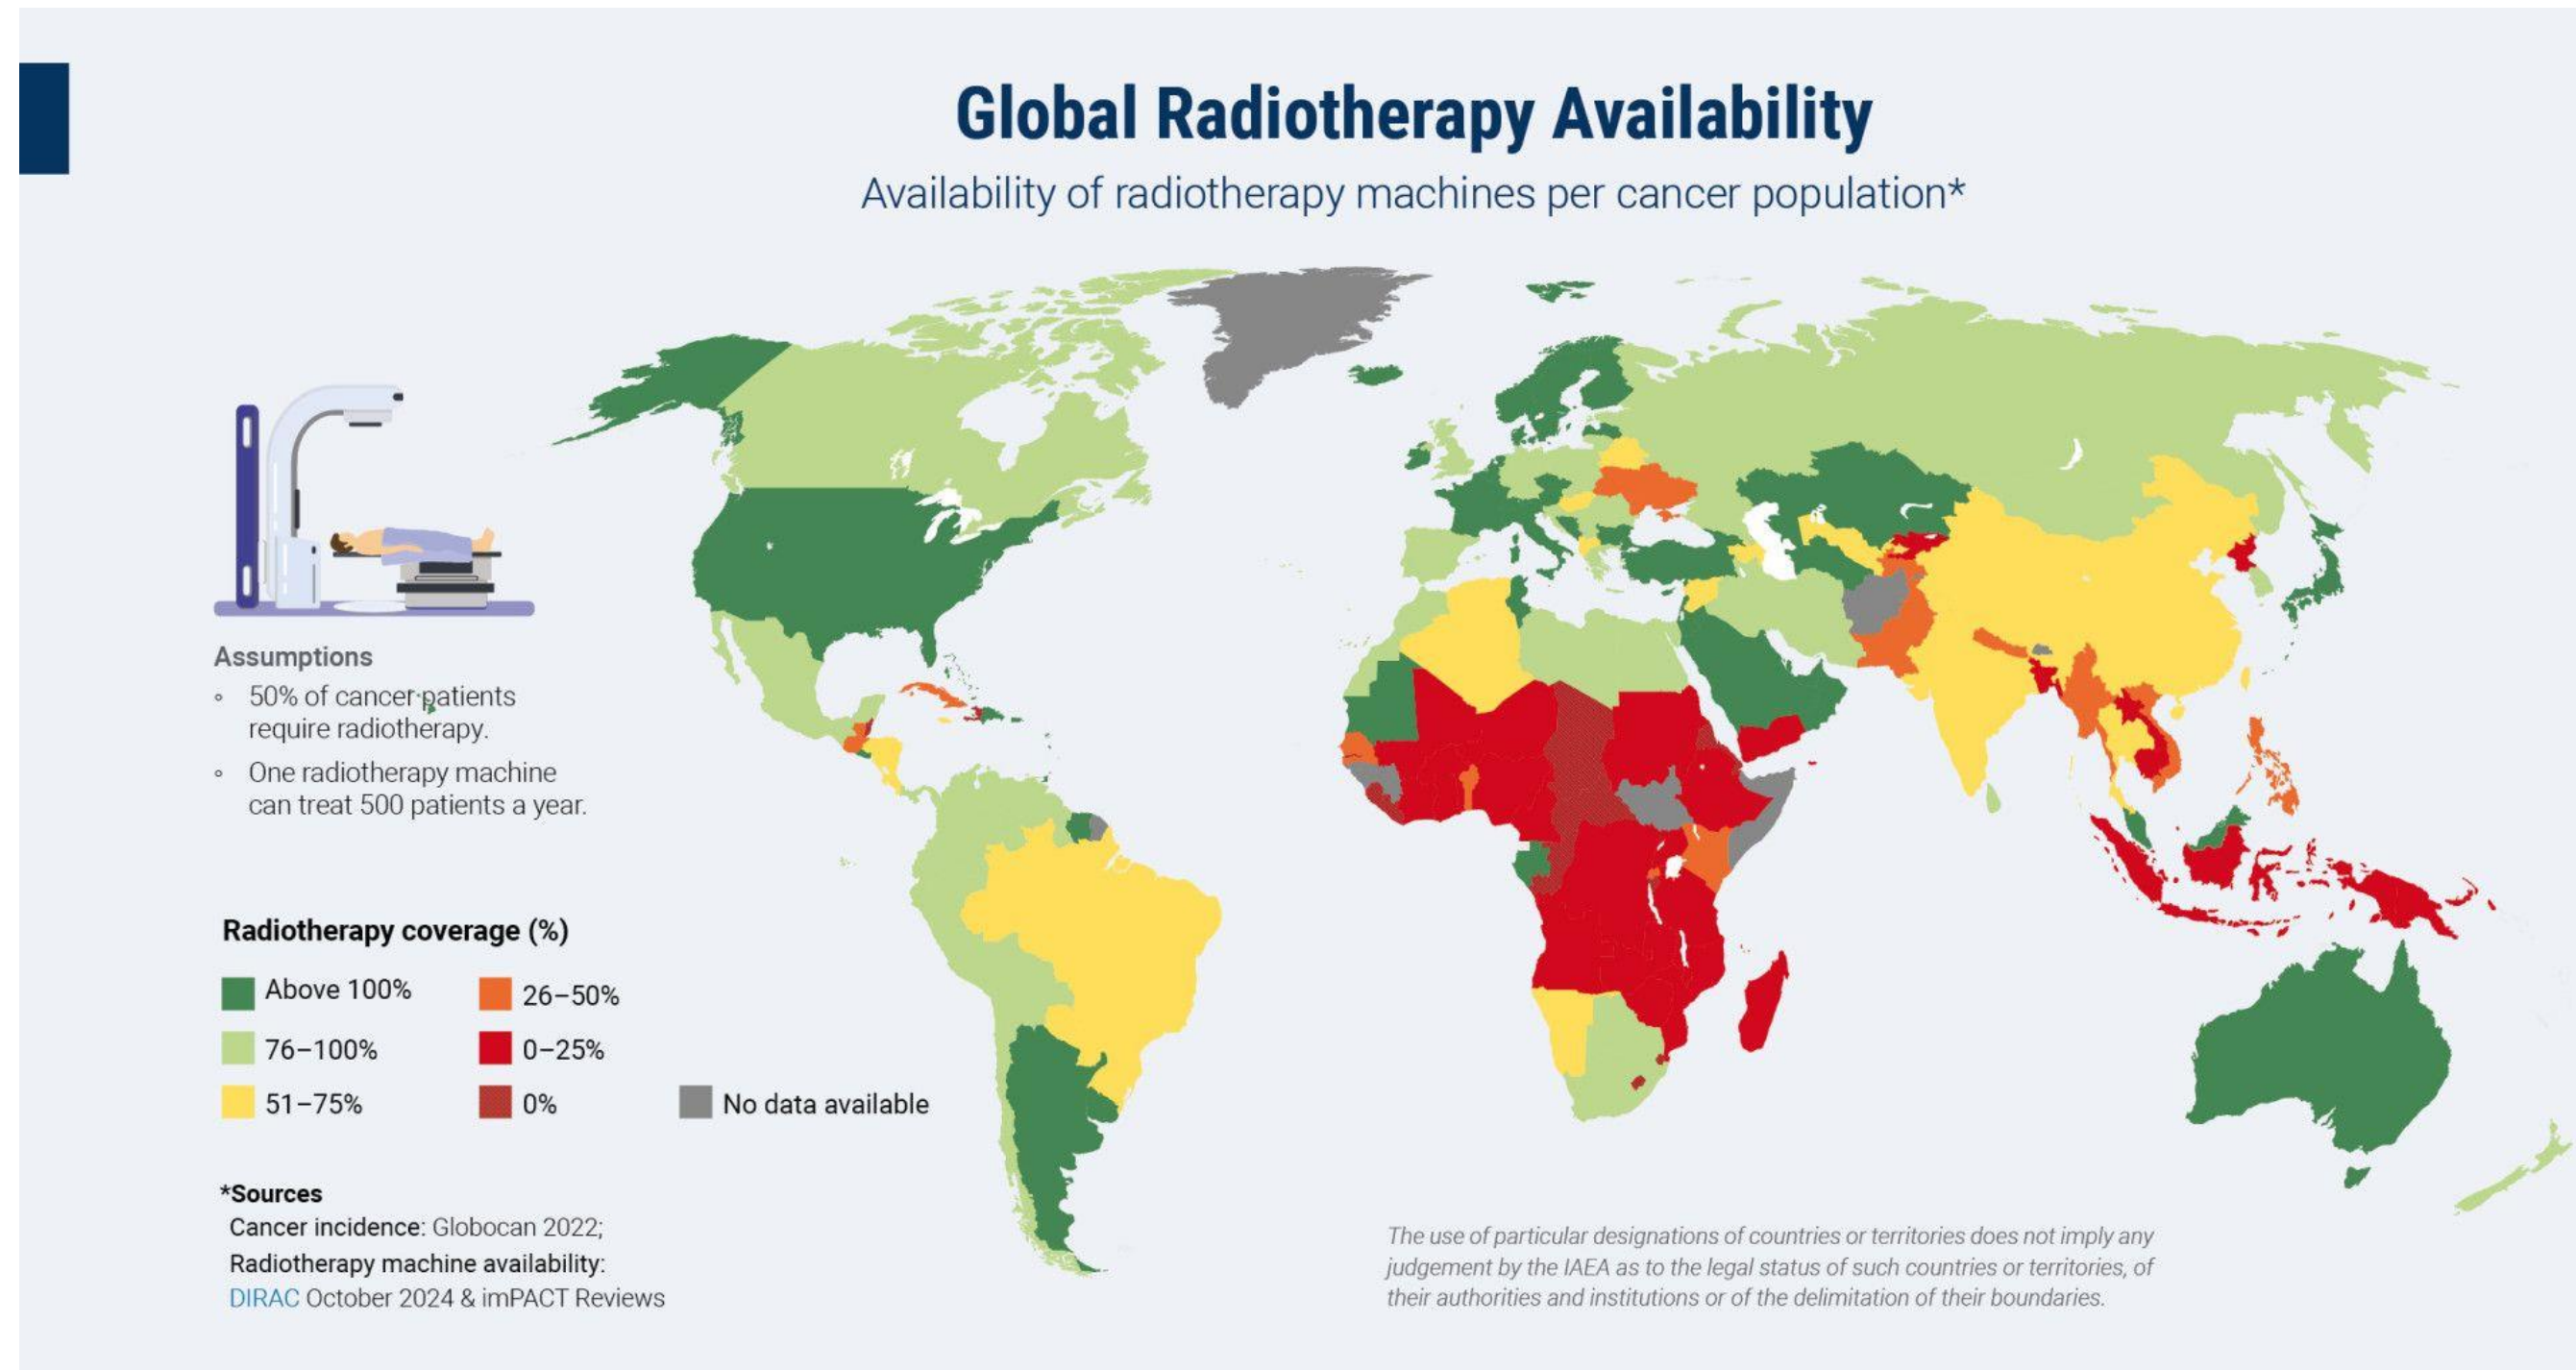 Global Radiotherapy Availability
Availability of radiotherapy machines per cancer population*
Assumptions
◦ 50% of cancer patients
require radiotherapy.
◦ One radiotherapy machine
can treat 500 patients a year.
Radiotherapy coverage (%)
Above 100%
76–100%
51–75%
26–50%
0–25%
0%
No data available
*Sources
Cancer incidence: Globocan 2022;
Radiotherapy machine availability:
DIRAC October 2024 & imPACT Reviews
The use of particular designations of countries or territories does not imply any
judgement by the IAEA as to the legal status of such countries or territories, of
their authorities and institutions or of the delimitation of their boundaries.